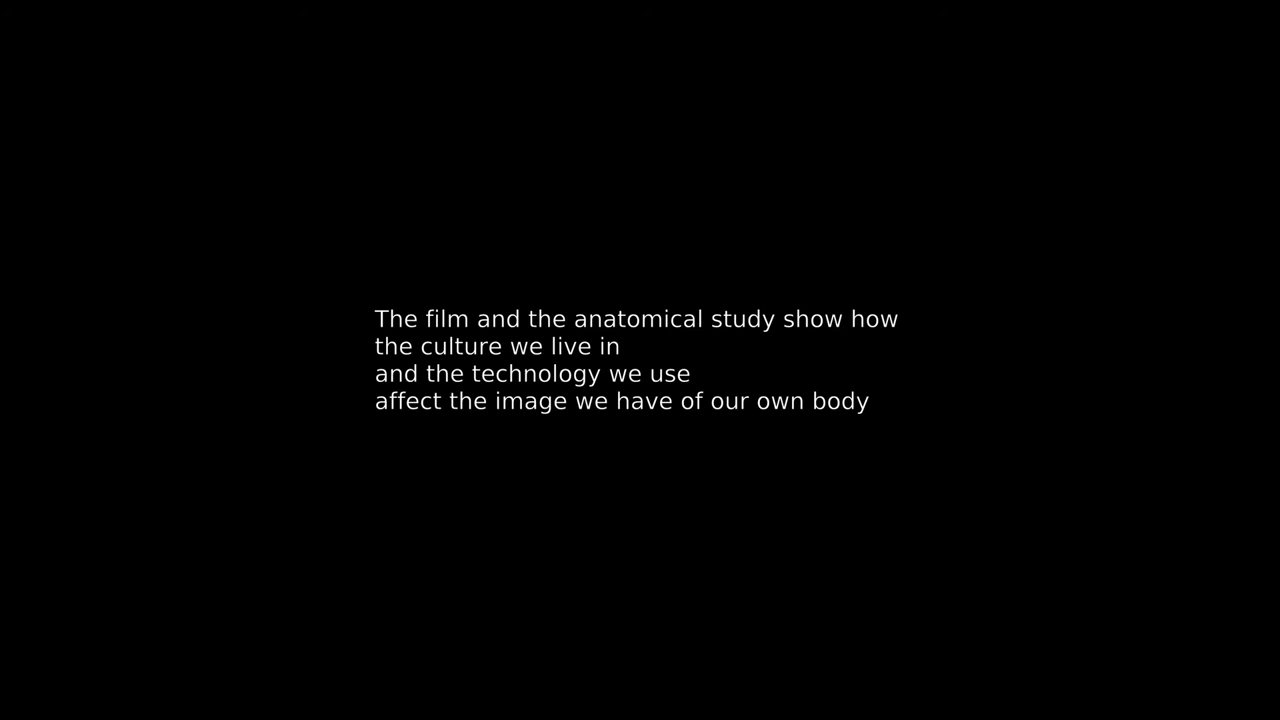 The film and the anatomical study show how
the culture we live in
and the technology we use
affect the image we have of our own body